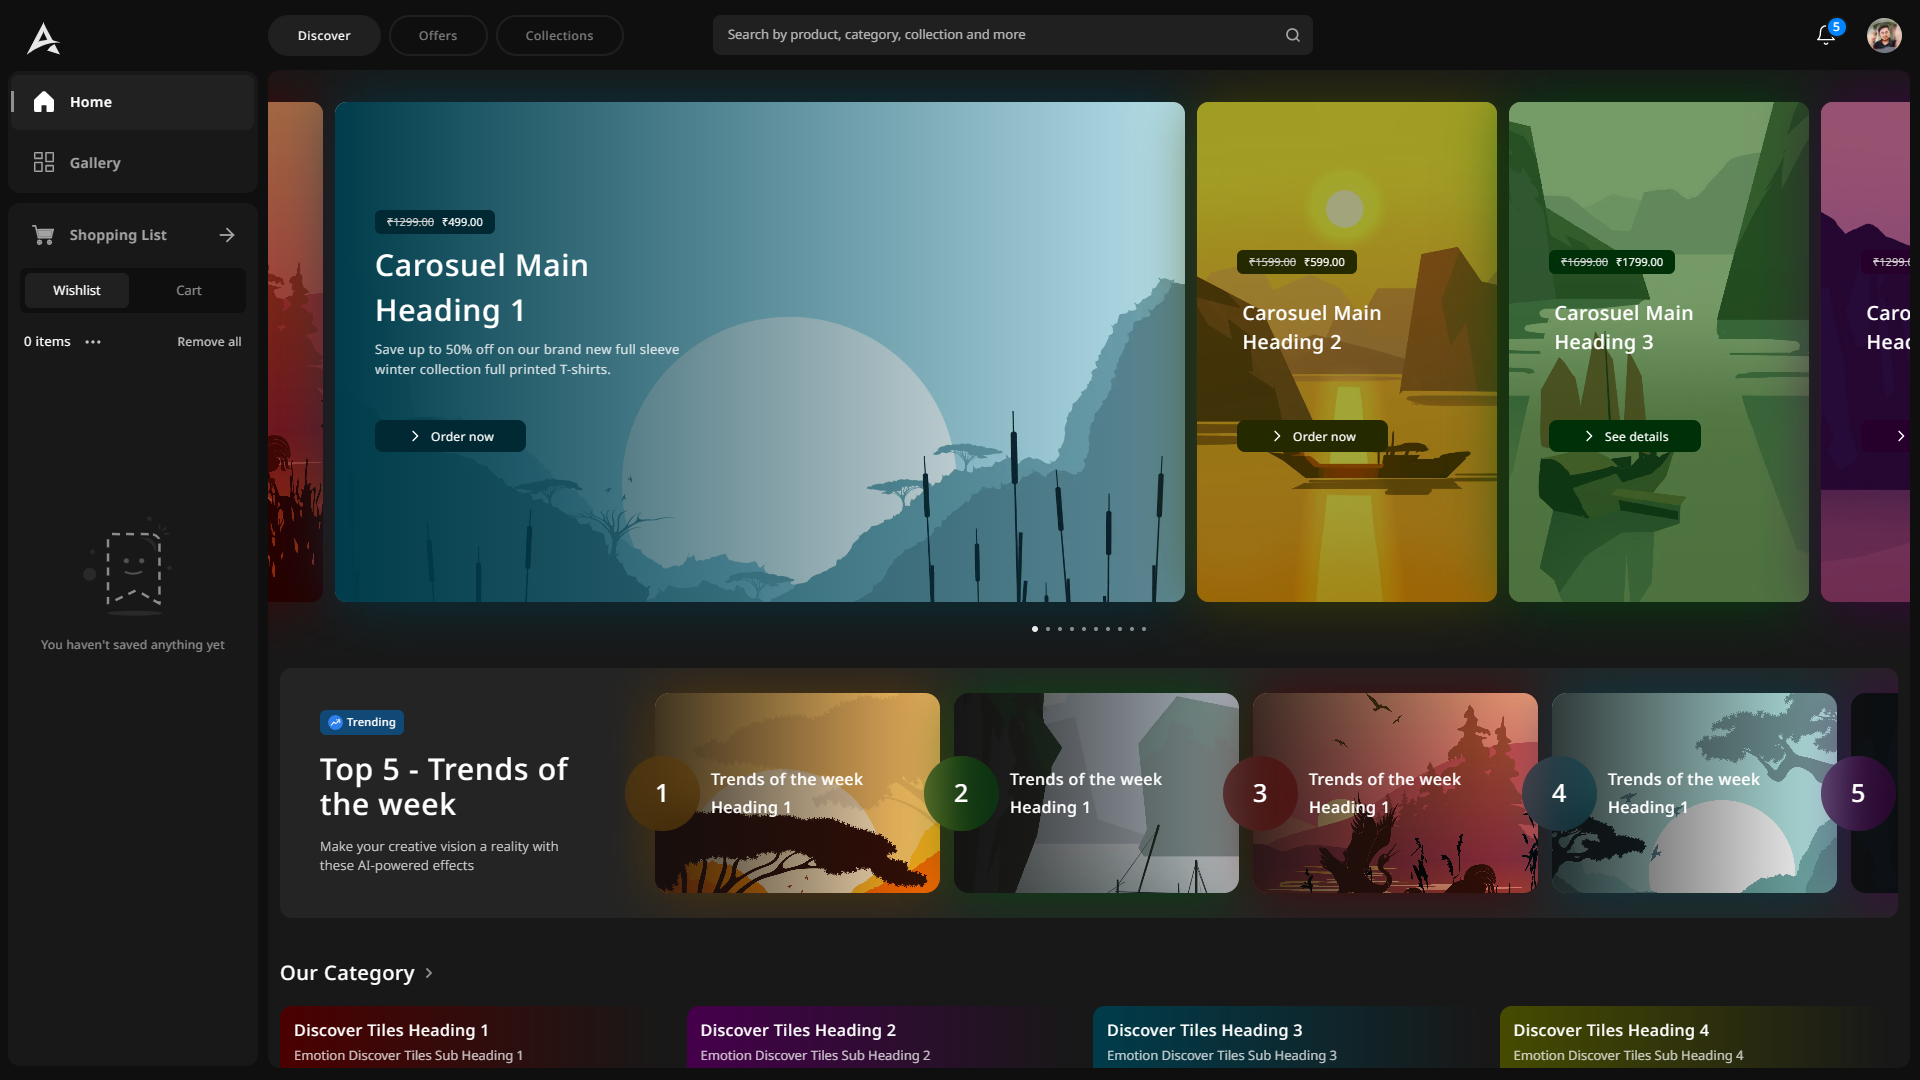 Discover
Offers
Collections
Search by product, category, collection and more
5
Home
Gallery
Shopping List
Wishlist
Cart
0 items
Remove all
You haven't saved anything yet
₹1299.00 ₹499.00
Carosuel Main
Heading 1
Save up to 50% off on our brand new full sleeve
winter collection full printed T-shirts.
Order now
₹1599.00 ₹599.00
Carosuel Main
Heading 2
Order now
₹1699.00 ₹1799.00
Carosuel Main
Heading 3
See details
Trending
Top 5 - Trends of
the week
Make your creative vision a reality with
these AI-powered effects
1
Trends of the week
Heading 1
2
Trends of the week
Heading 1
3
Trends of the week
Heading 1
4
Trends of the week
Heading 1
5
Our Category
Discover Tiles Heading 1
Emotion Discover Tiles Sub Heading 1
Discover Tiles Heading 2
Emotion Discover Tiles Sub Heading 2
Discover Tiles Heading 3
Emotion Discover Tiles Sub Heading 3
Discover Tiles Heading 4
Emotion Discover Tiles Sub Heading 4